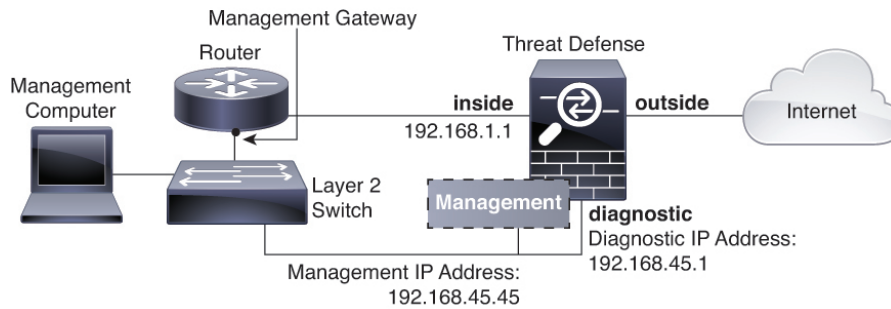 Management Gateway
Router
Threat Defense
Management
Computer
inside
outside
Internet
192.168.1.1
Layer 2
Switch
Management
diagnostic
Diagnostic IP Address:
192.168.45.1
Management IP Address:
192.168.45.45